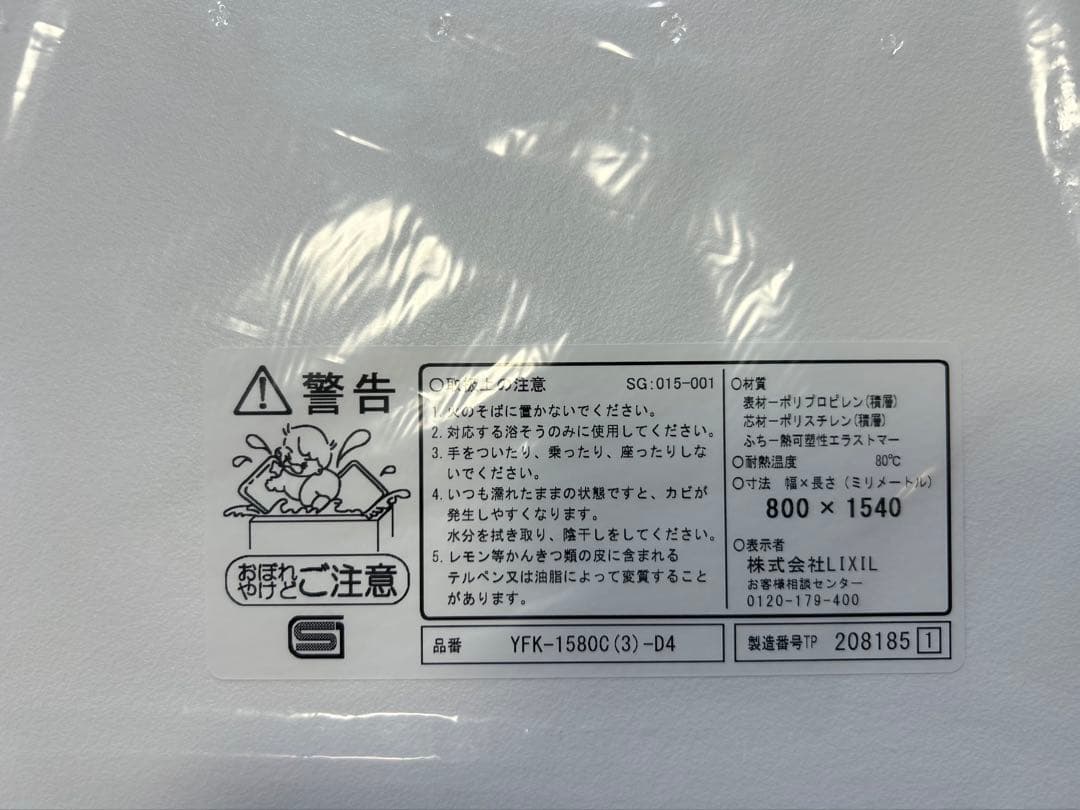 警告
おぼれ
やけど
ご注意
S
○取扱上の注意 SG:015-001
1.火のそばに置かないでください。
2.対応する浴そうのみに使用してください。
3.手をついたり、乗ったり、座ったりしな
いでください。
4.いつも濡れたままの状態ですと、カビが
発生しやすくなります。
水分を拭き取り、陰干しをしてください。
5.レモン等かんきつ類の皮に含まれる
テルペン又は油脂によって変質すること
があります。
○材質
表材ーポリプロピレン(積層)
芯材ーポリスチレン(積層)
ふちー熱可塑性エラストマー
○耐熱温度 80℃
○寸法 幅×長さ(ミリメートル)
800 × 1540
○表示者
株式会社LIXIL
お客様相談センター
0120-179-400
品番 YFK-1580C(3)-D4
製造番号TP 208185 1